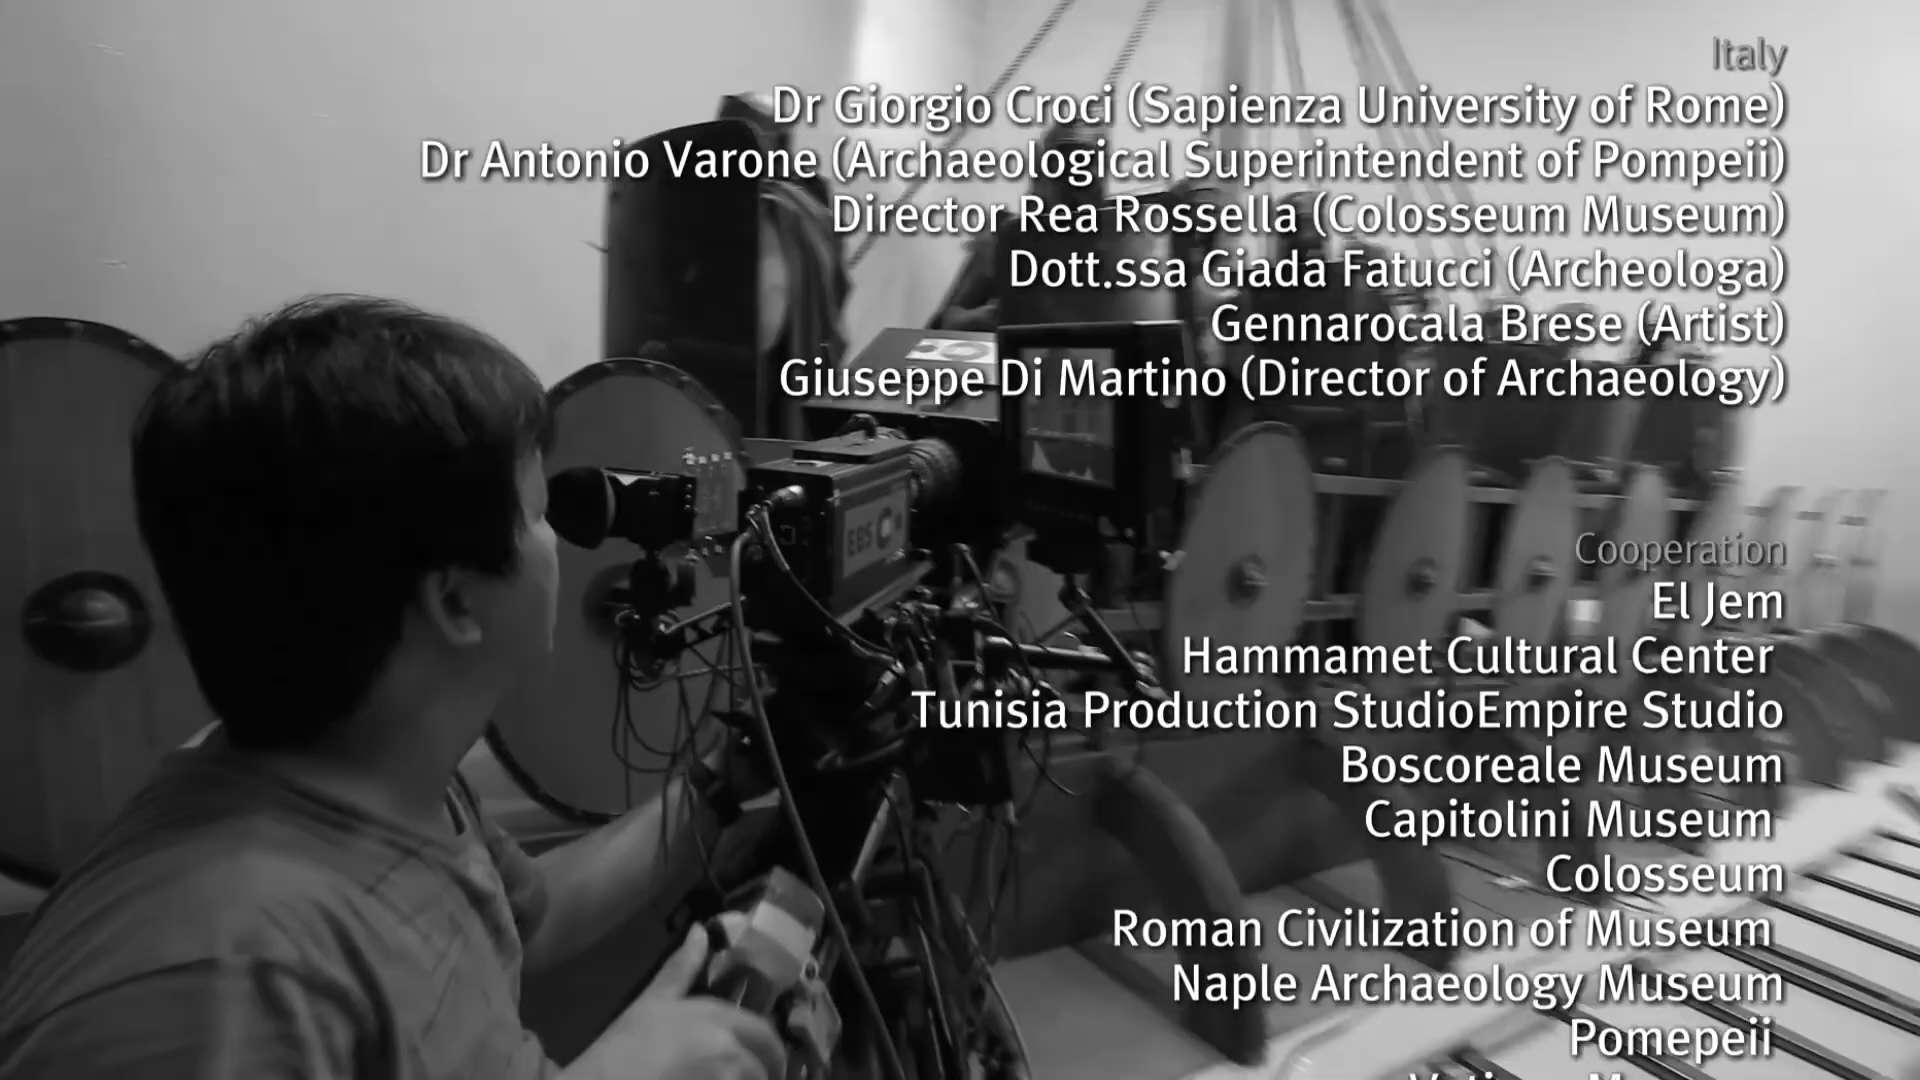 Italy
Dr Giorgio Croci (Sapienza University of Rome)
Dr Antonio Varone (Archaeological Superintendent of Pompeii)
Director Rea Rossella (Colosseum Museum)
Dott.ssa Giada Fatucci (Archeologa)
Gennarocala Brese (Artist)
Giuseppe Di Martino (Director of Archaeology)
EBS
Cooperation
El Jem
Hammamet Cultural Center
Tunisia Production StudioEmpire Studio
Boscoreale Museum
Capitolini Museum
Colosseum
Roman Civilization of Museum
Naple Archaeology Museum
Pomepeii